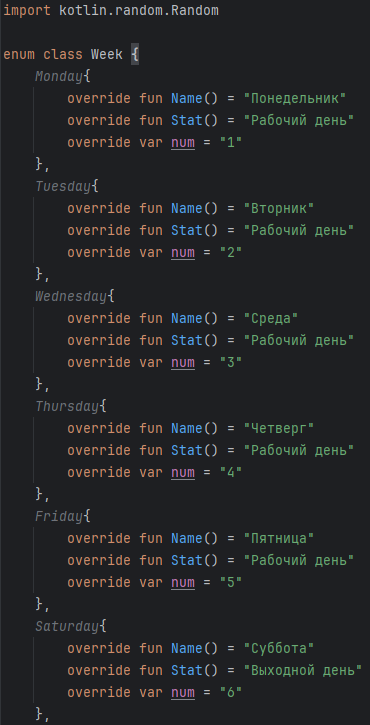 import kotlin.random.Random
enum class Week {
Monday{
override fun Name() = "Понедельник"
override fun Stat() = "Рабочий день"
override var num = "1"
},
Tuesday{
override fun Name() = "Вторник"
override fun Stat() = "Рабочий день"
override var num = "2"
},
Wednesday{
override fun Name() = "Среда"
override fun Stat() = "Рабочий день"
override var num = "3"
},
Thursday{
override fun Name() = "Четверг"
override fun Stat() = "Рабочий день"
override var num = "4"
},
Friday{
override fun Name() = "Пятница"
override fun Stat() = "Рабочий день"
override var num = "5"
},
Saturday{
override fun Name() = "Суббота"
override fun Stat() = "Выходной день"
override var num = "6"
},